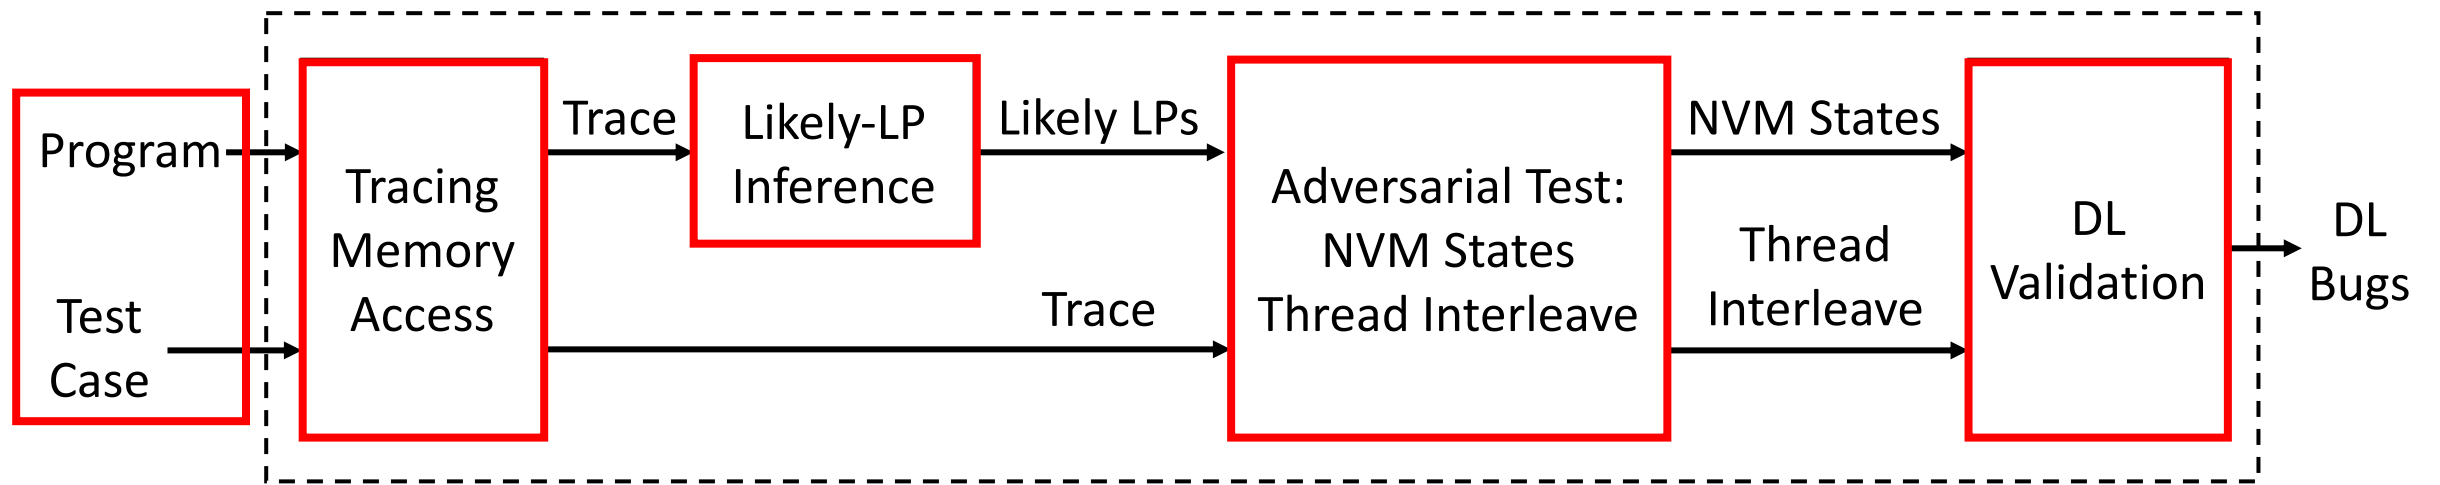 Program
Test
Case
Tracing
Memory
Access
Trace
Likely-LP
Inference
Likely LPs
Trace
Adversarial Test:
NVM States
Thread Interleave
NVM States
Thread
Interleave
DL
Validation
DL
Bugs